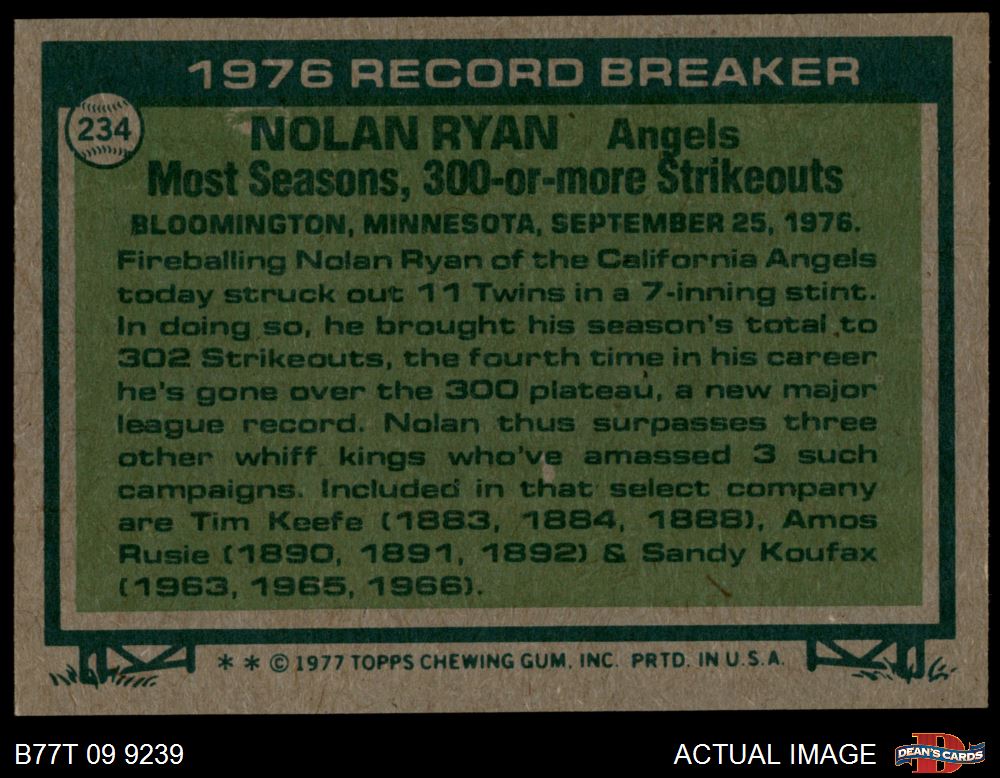 1976 RECORD BREAKER
234
NOLAN RYAN Angels
Most Seasons, 300-or-more Strikeouts
BLOOMINGTON, MINNESOTA, SEPTEMBER 25, 1976.
Fireballing Nolan Ryan of the California Angels
today struck out 11 Twins in a 7-inning stint.
In doing so, he brought his season's total to
302 Strikeouts, the fourth time in his career
he's gone over the 300 plateau, a new major
league record. Nolan thus surpasses three
other whiff kings who've amassed 3 such
campaigns. Included in that select company
are Tim Keefe (1883, 1884, 1888), Amos
Rusie (1890, 1891, 1892) & Sandy Koufax
(1963, 1965, 1966).
* * © 1977 TOPPS CHEWING GUM, INC. PRTD. IN U.S.A.
B77T 09 9239
ACTUAL IMAGE
D
DEAN'S CARDS